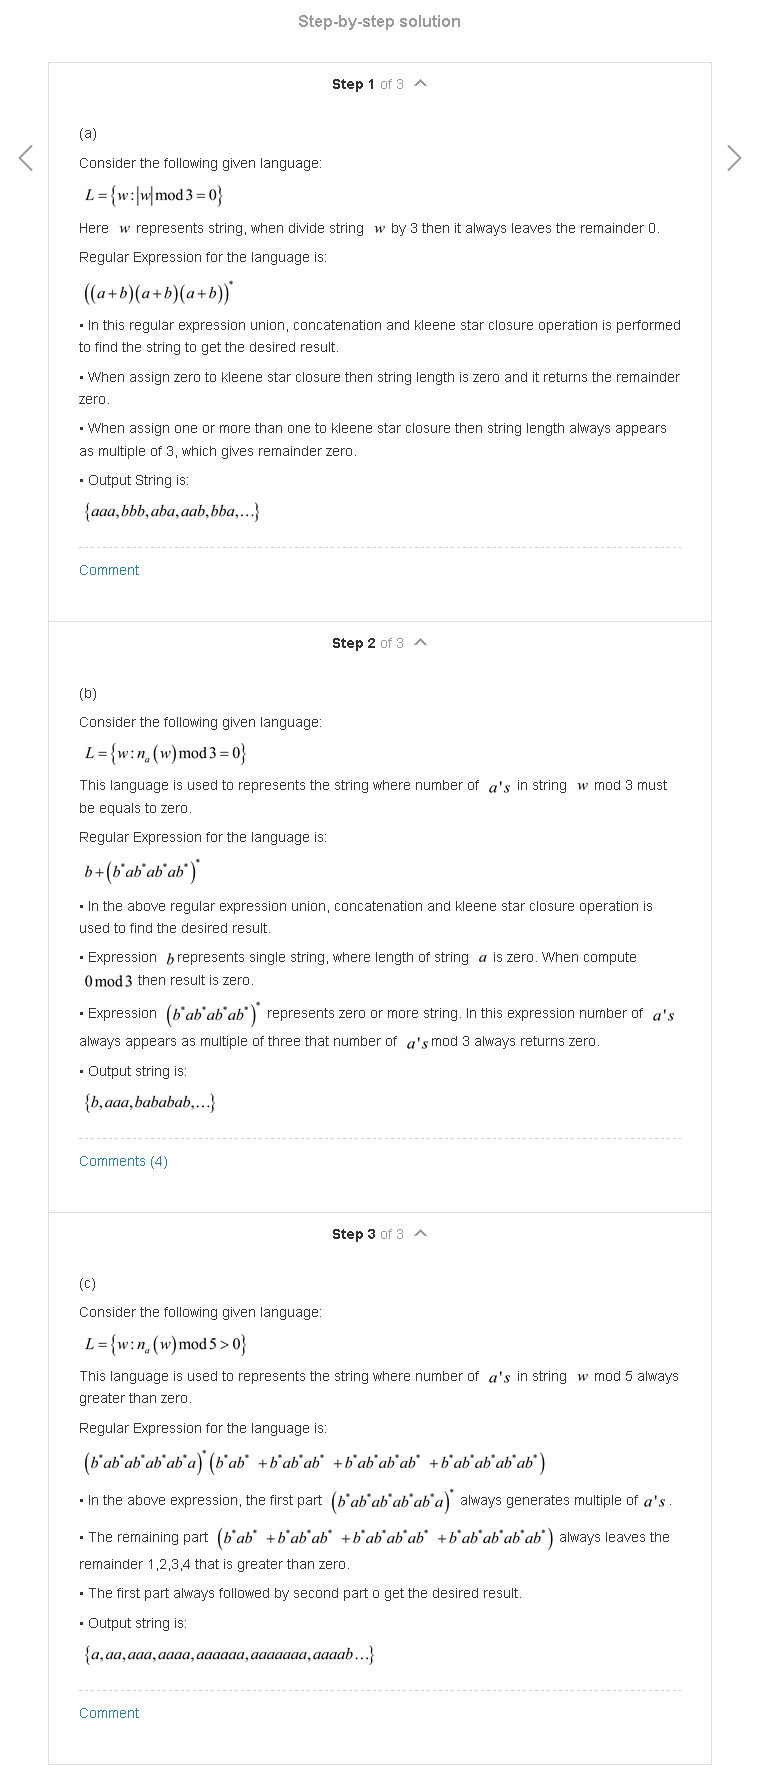 Step-by-step solution
Step 1 of 3
(a)
Consider the following given language:
L = {w:|w|mod3 = 0}
Here w represents string, when divide string w by 3 then it always leaves the remainder 0.
Regular Expression for the language is:
((a+b)(a+b)(a+b))*
• In this regular expression union, concatenation and kleene star closure operation is performed
to find the string to get the desired result.
• When assign zero to kleene star closure then string length is zero and it returns the remainder
zero.
• When assign one or more than one to kleene star closure then string length always appears
as multiple of 3, which gives remainder zero.
• Output String is:
{aaa,bbb,aba,aab,bba,...}
Comment
Step 2 of 3
(b)
Consider the following given language:
L = {w:nₐ(w)mod3 = 0}
This language is used to represents the string where number of a's in string w mod 3 must
be equals to zero.
Regular Expression for the language is:
b+(b*ab*ab*ab*)*
• In the above regular expression union, concatenation and kleene star closure operation is
used to find the desired result.
• Expression b represents single string, where length of string a is zero. When compute
0mod3 then result is zero.
• Expression (b*ab*ab*ab*)* represents zero or more string. In this expression number of a's
always appears as multiple of three that number of a's mod 3 always returns zero.
• Output string is:
{b,aaa,bababab,...}
Comments (4)
Step 3 of 3
(c)
Consider the following given language:
L = {w:nₐ(w)mod5 > 0}
This language is used to represents the string where number of a's in string w mod 5 always
greater than zero.
Regular Expression for the language is:
(b*ab*ab*ab*ab*a)*(b*ab* +b*ab*ab* +b*ab*ab*ab* +b*ab*ab*ab*ab*)
• In the above expression, the first part (b*ab*ab*ab*ab*a)* always generates multiple of a's.
• The remaining part (b*ab* +b*ab*ab* +b*ab*ab*ab* +b*ab*ab*ab*ab*) always leaves the
remainder 1,2,3,4 that is greater than zero.
• The first part always followed by second part o get the desired result.
• Output string is:
{a,aa,aaa,aaaa,aaaaaa,aaaaaaa,aaaab...}
Comment